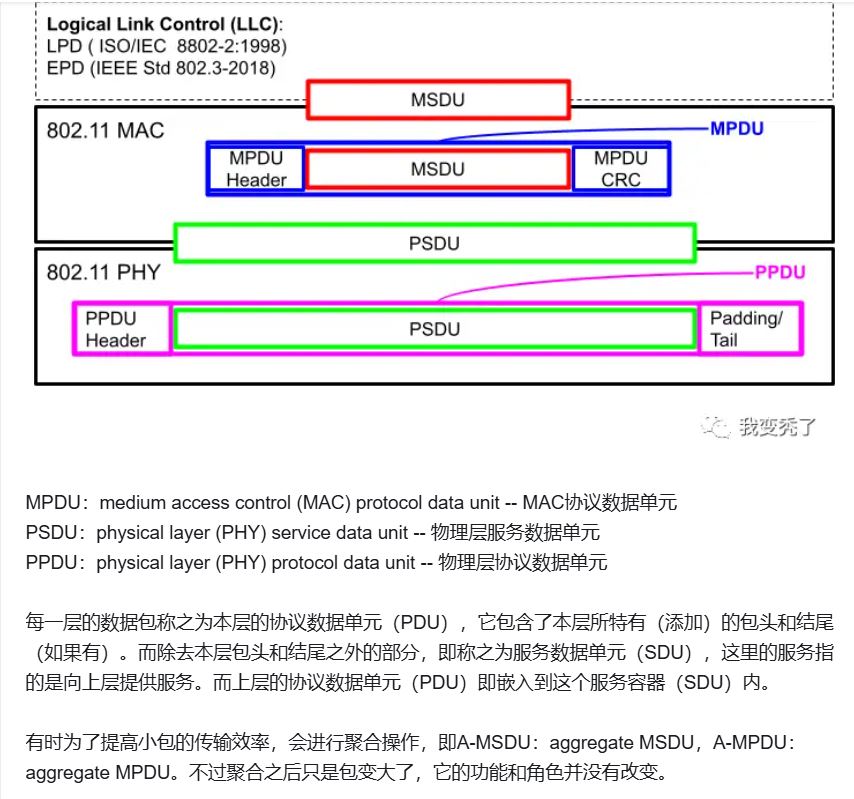 Logical Link Control (LLC):
LPD ( ISO/IEC 8802-2:1998)
EPD (IEEE Std 802.3-2018)
MSDU
802.11 MAC
MPDU
MPDU
Header
MSDU
MPDU
CRC
PSDU
802.11 PHY
PPDU
PPDU
Header
PSDU
Padding/
Tail
我变秃了
MPDU：medium access control (MAC) protocol data unit -- MAC协议数据单元
PSDU：physical layer (PHY) service data unit -- 物理层服务数据单元
PPDU：physical layer (PHY) protocol data unit -- 物理层协议数据单元
每一层的数据包称之为本层的协议数据单元（PDU），它包含了本层所特有（添加）的包头和结尾
（如果有）。而除去本层包头和结尾之外的部分，即称之为服务数据单元（SDU），这里的服务指
的是向上层提供服务。而上层的协议数据单元（PDU）即嵌入到这个服务容器（SDU）内。
有时为了提高小包的传输效率，会进行聚合操作，即A-MSDU：aggregate MSDU，A-MPDU：
aggregate MPDU。不过聚合之后只是包变大了，它的功能和角色并没有改变。